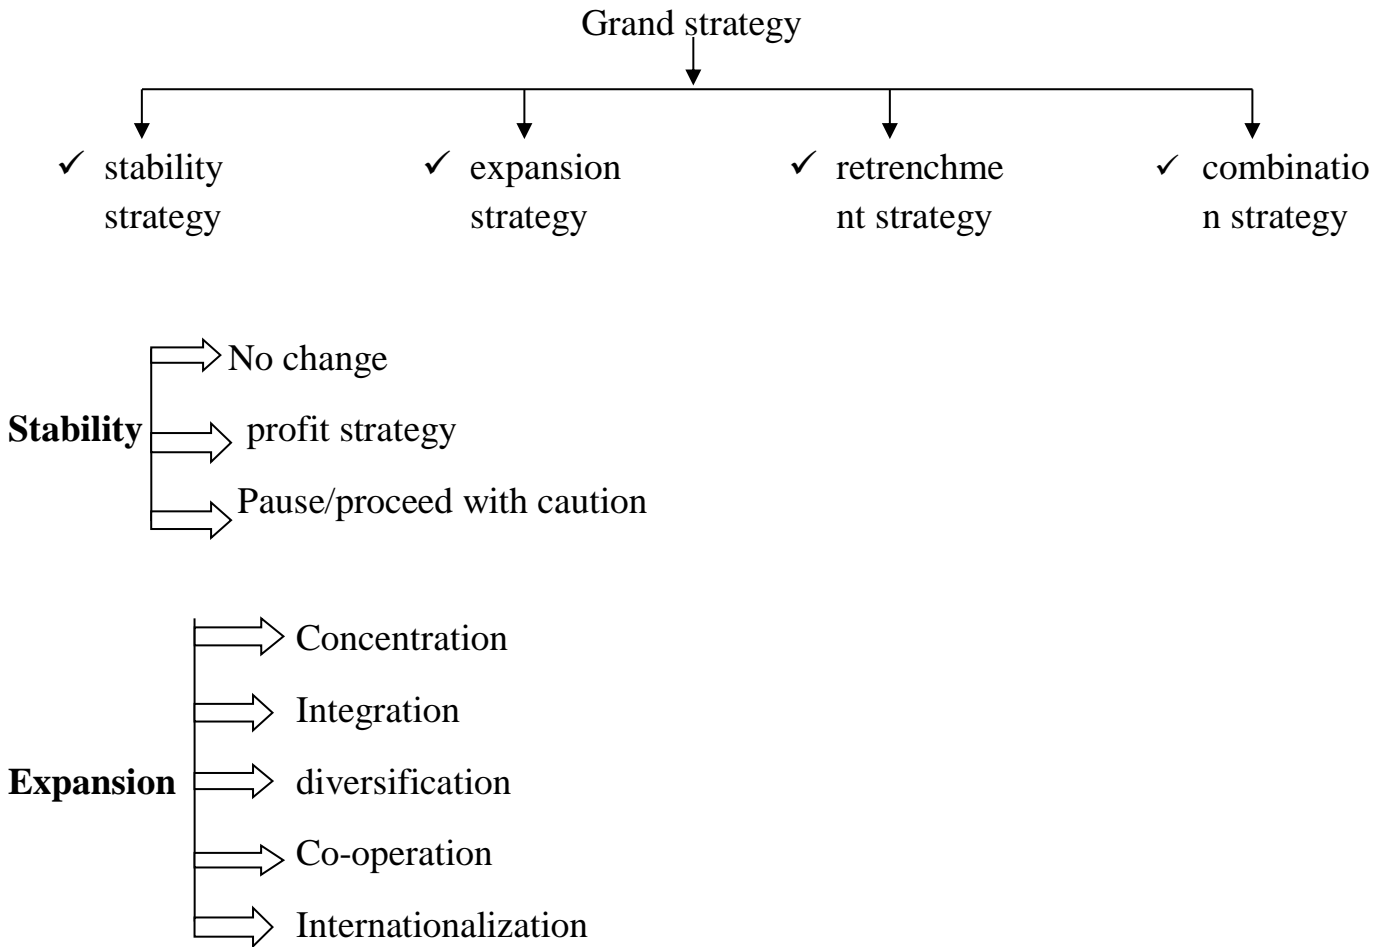 Grand strategy
✓ stability ✓ expansion ✓ retrenchme ✓ combinatio
strategy strategy nt strategy n strategy
No change
Stability profit strategy
Pause/proceed with caution
Concentration
Integration
Expansion diversification
Co-operation
Internationalization